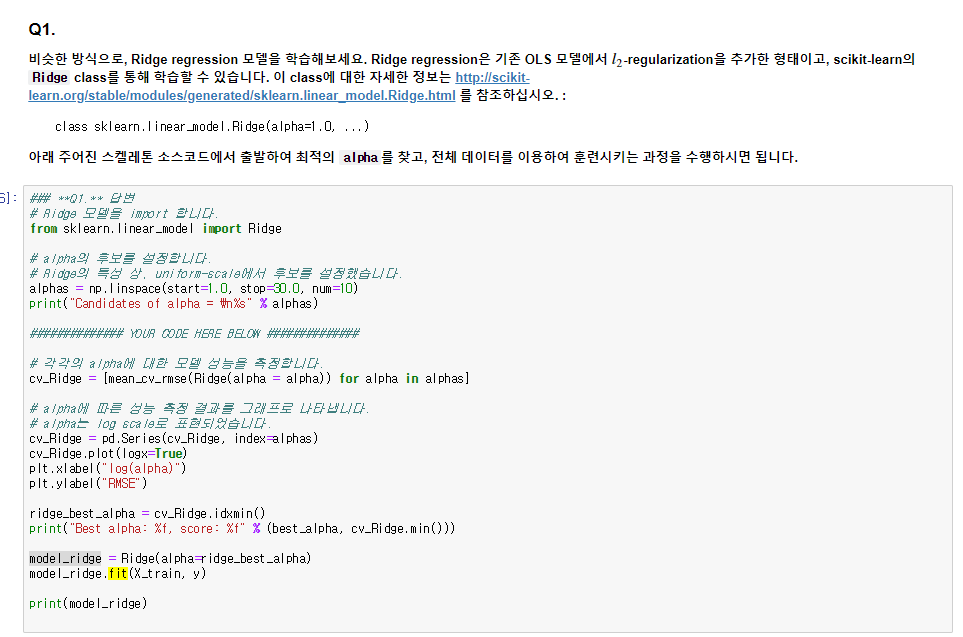 Q1.
비슷한 방식으로, Ridge regression 모델을 학습해보세요. Ridge regression은 기존 OLS 모델에서 l2-regularization을 추가한 형태이고, scikit-learn의
Ridge class를 통해 학습할 수 있습니다. 이 class에 대한 자세한 정보는 http://scikit-
learn.org/stable/modules/generated/sklearn.linear_model.Ridge.html 를 참조하십시오. :
class sklearn.linear_model.Ridge(alpha=1.0, ...)
아래 주어진 스켈레톤 소스코드에서 출발하여 최적의 alpha 를 찾고, 전체 데이터를 이용하여 훈련시키는 과정을 수행하시면 됩니다.
6]: ### **Q1.** 답변
# Ridge 모델을 import 합니다.
from sklearn.linear_model import Ridge
# alpha의 후보를 설정합니다.
# Ridge의 특성 상, uniform-scale에서 후보를 설정했습니다.
alphas = np.linspace(start=1.0, stop=30.0, num=10)
print("Candidates of alpha = ₩n%s" % alphas)
############## YOUR CODE HERE BELOW ##############
# 각각의 alpha에 대한 모델 성능을 측정합니다.
cv_Ridge = [mean_cv_rmse(Ridge(alpha = alpha)) for alpha in alphas]
# alpha에 따른 성능 측정 결과를 그래프로 나타냅니다.
# alpha는 log scale로 표현되었습니다.
cv_Ridge = pd.Series(cv_Ridge, index=alphas)
cv_Ridge.plot(logx=True)
plt.xlabel("log(alpha)")
plt.ylabel("RMSE")
ridge_best_alpha = cv_Ridge.idxmin()
print("Best alpha: %f, score: %f" % (best_alpha, cv_Ridge.min()))
model_ridge = Ridge(alpha=ridge_best_alpha)
model_ridge.fit(X_train, y)
print(model_ridge)